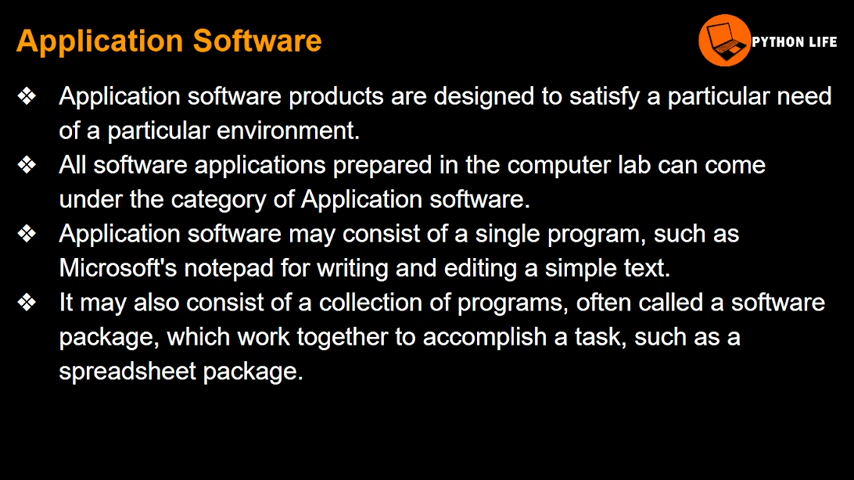 Application Software
PYTHON LIFE
❖ Application software products are designed to satisfy a particular need
of a particular environment.
❖ All software applications prepared in the computer lab can come
under the category of Application software.
❖ Application software may consist of a single program, such as
Microsoft's notepad for writing and editing a simple text.
❖ It may also consist of a collection of programs, often called a software
package, which work together to accomplish a task, such as a
spreadsheet package.